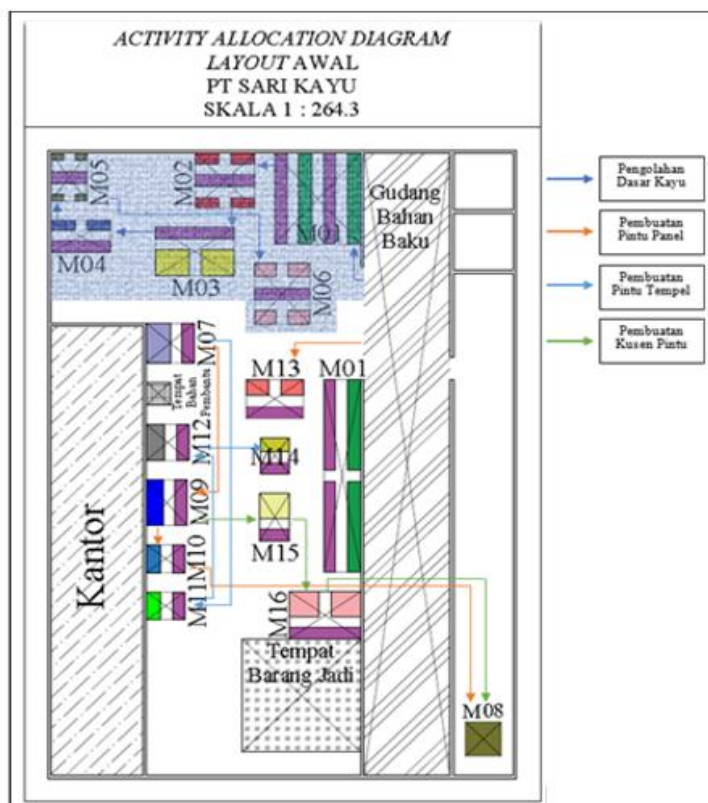 ACTIVITY ALLOCATION DIAGRAM
LAYOUT AWAL
PT SARI KAYU
SKALA 1 : 264.3
M05
M02
M01
M04
M03
M06
Gudang
Bahan
Baku
Pengolahan
Dasar Kayu
Pembuatan
Pintu Panel
Pembuatan
Pintu Tempel
Pembuatan
Kusen Pintu
M07
Tempat
Bahan
Pembantu
M12
M09
M10
M11
M13
M01
M14
M15
M16
Kantor
Tempat
Barang Jadi
M08